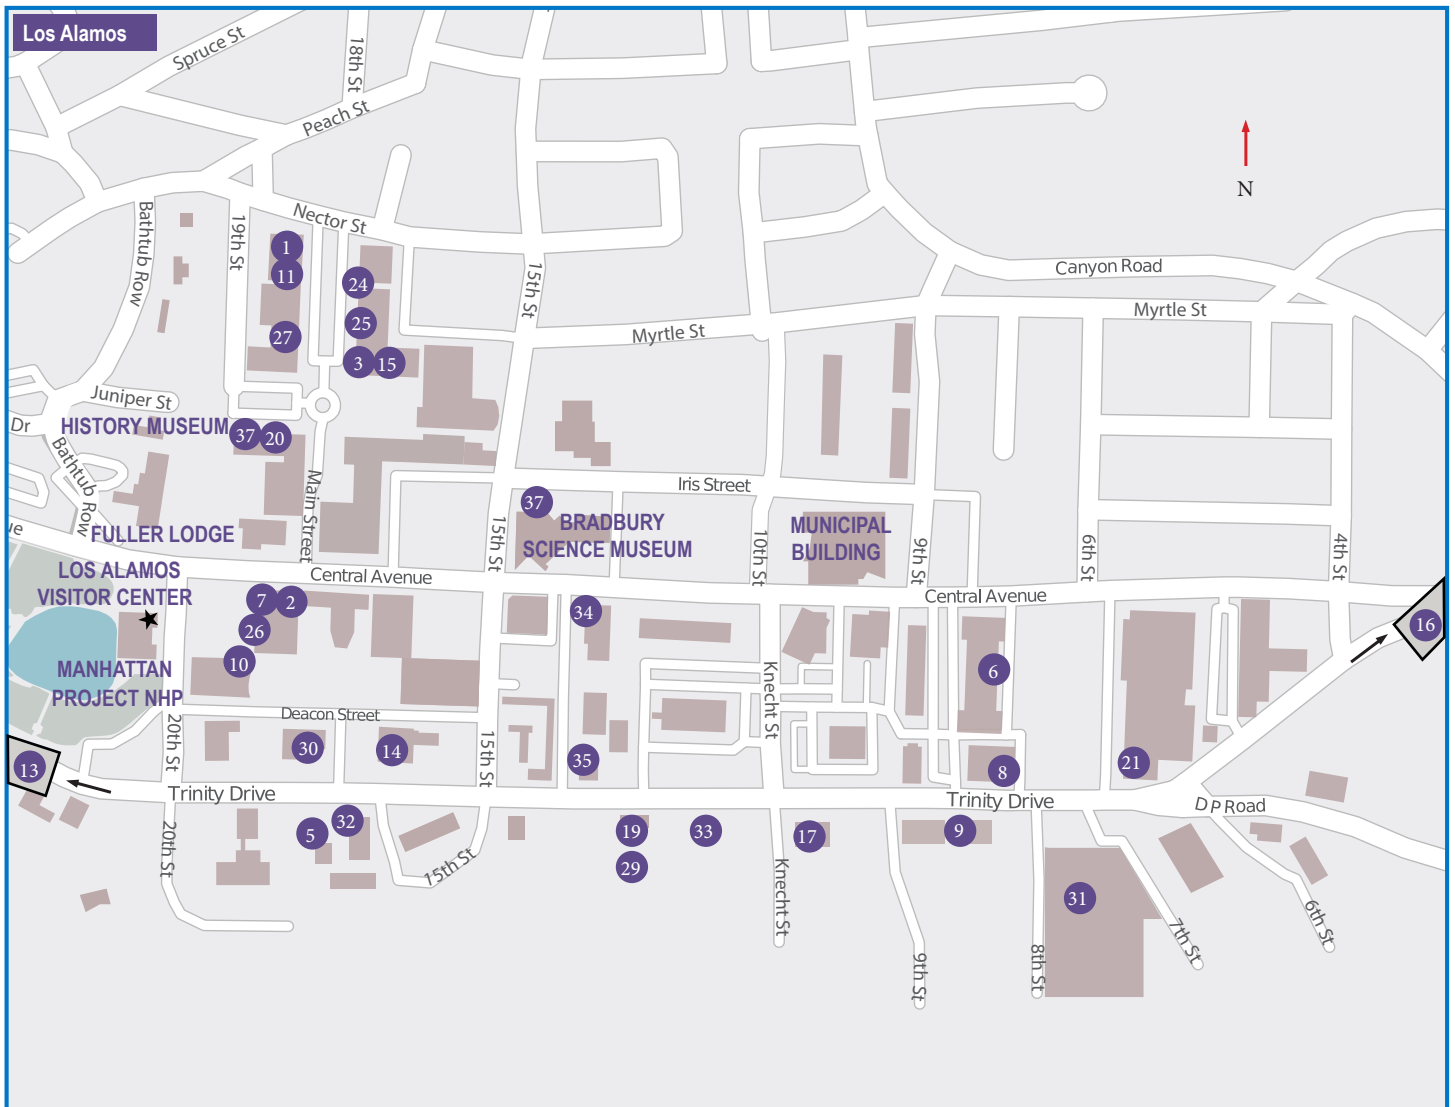 Los Alamos
Spruce St
18th St
Peach St
N
Bathtub Row
19th St
Nector St
1
11
24
15th St
Canyon Road
25
27
Myrtle St
Myrtle St
3
15
Juniper St
Dr
HISTORY MUSEUM
37
20
Bathtub Row
Main Street
Iris Street
37
BRADBURY
SCIENCE MUSEUM
MUNICIPAL
BUILDING
ue
FULLER LODGE
15th St
10th St
9th St
6th St
4th St
LOS ALAMOS
VISITOR CENTER
Central Avenue
Central Avenue
7
2
34
16
26
10
MANHATTAN
PROJECT NHP
Knecht St
6
Deacon Street
20th St
15th St
30
14
35
13
8
21
Trinity Drive
Trinity Drive
D P Road
5
32
19
33
17
9
20th St
15th St
29
Knecht St
31
9th St
8th St
7th St
6th St